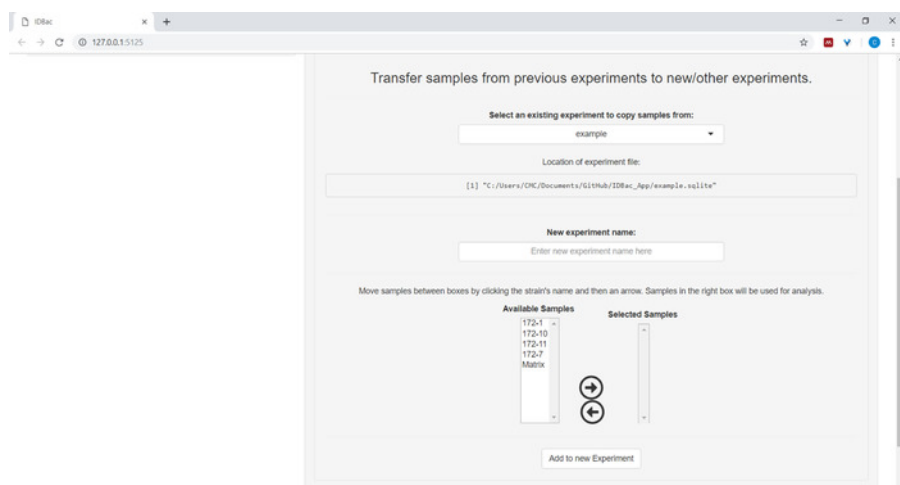 IDBac
127.0.0.1:5125
Transfer samples from previous experiments to new/other experiments.
Select an existing experiment to copy samples from:
example
Location of experiment file:
[1] "C:/Users/CMC/Documents/GitHub/IDBac_App/example.sqlite"
New experiment name:
Enter new experiment name here
Move samples between boxes by clicking the strain's name and then an arrow. Samples in the right box will be used for analysis.
Available Samples
Selected Samples
172-1
172-10
172-11
172-7
Matrix
Add to new Experiment